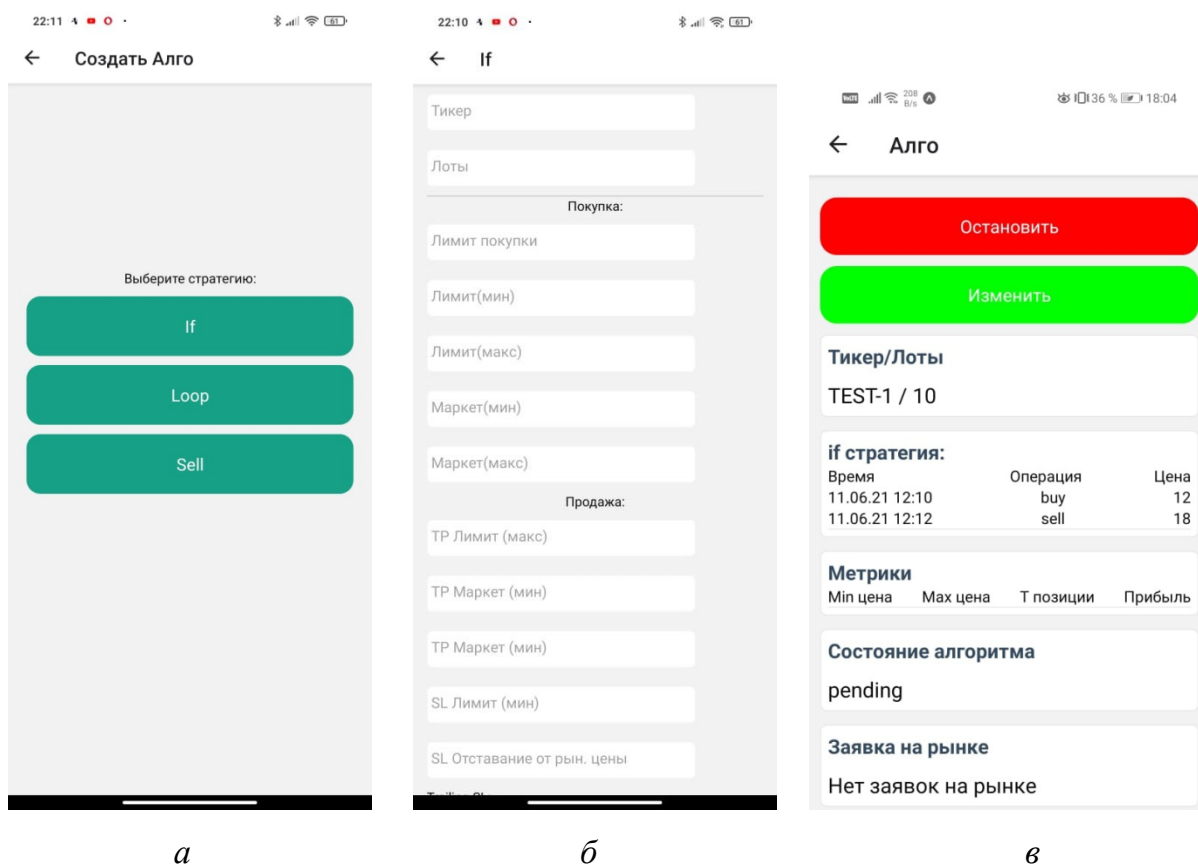 22:11
61
Создать Алго
Выберите стратегию:
If
Loop
Sell
а
22:10
61
If
Тикер
Лоты
Покупка:
Лимит покупки
Лимит(мин)
Лимит(макс)
Маркет(мин)
Маркет(макс)
Продажа:
TP Лимит (макс)
TP Маркет (мин)
TP Маркет (мин)
SL Лимит (мин)
SL Отставание от рын. цены
б
VoLTE 208 B/s 36 % 18:04
Алго
Остановить
Изменить
Тикер/Лоты
TEST-1 / 10
if стратегия:
Время Операция Цена
11.06.21 12:10 buy 12
11.06.21 12:12 sell 18
Метрики
Min цена Max цена Т позиции Прибыль
Состояние алгоритма
pending
Заявка на рынке
Нет заявок на рынке
в